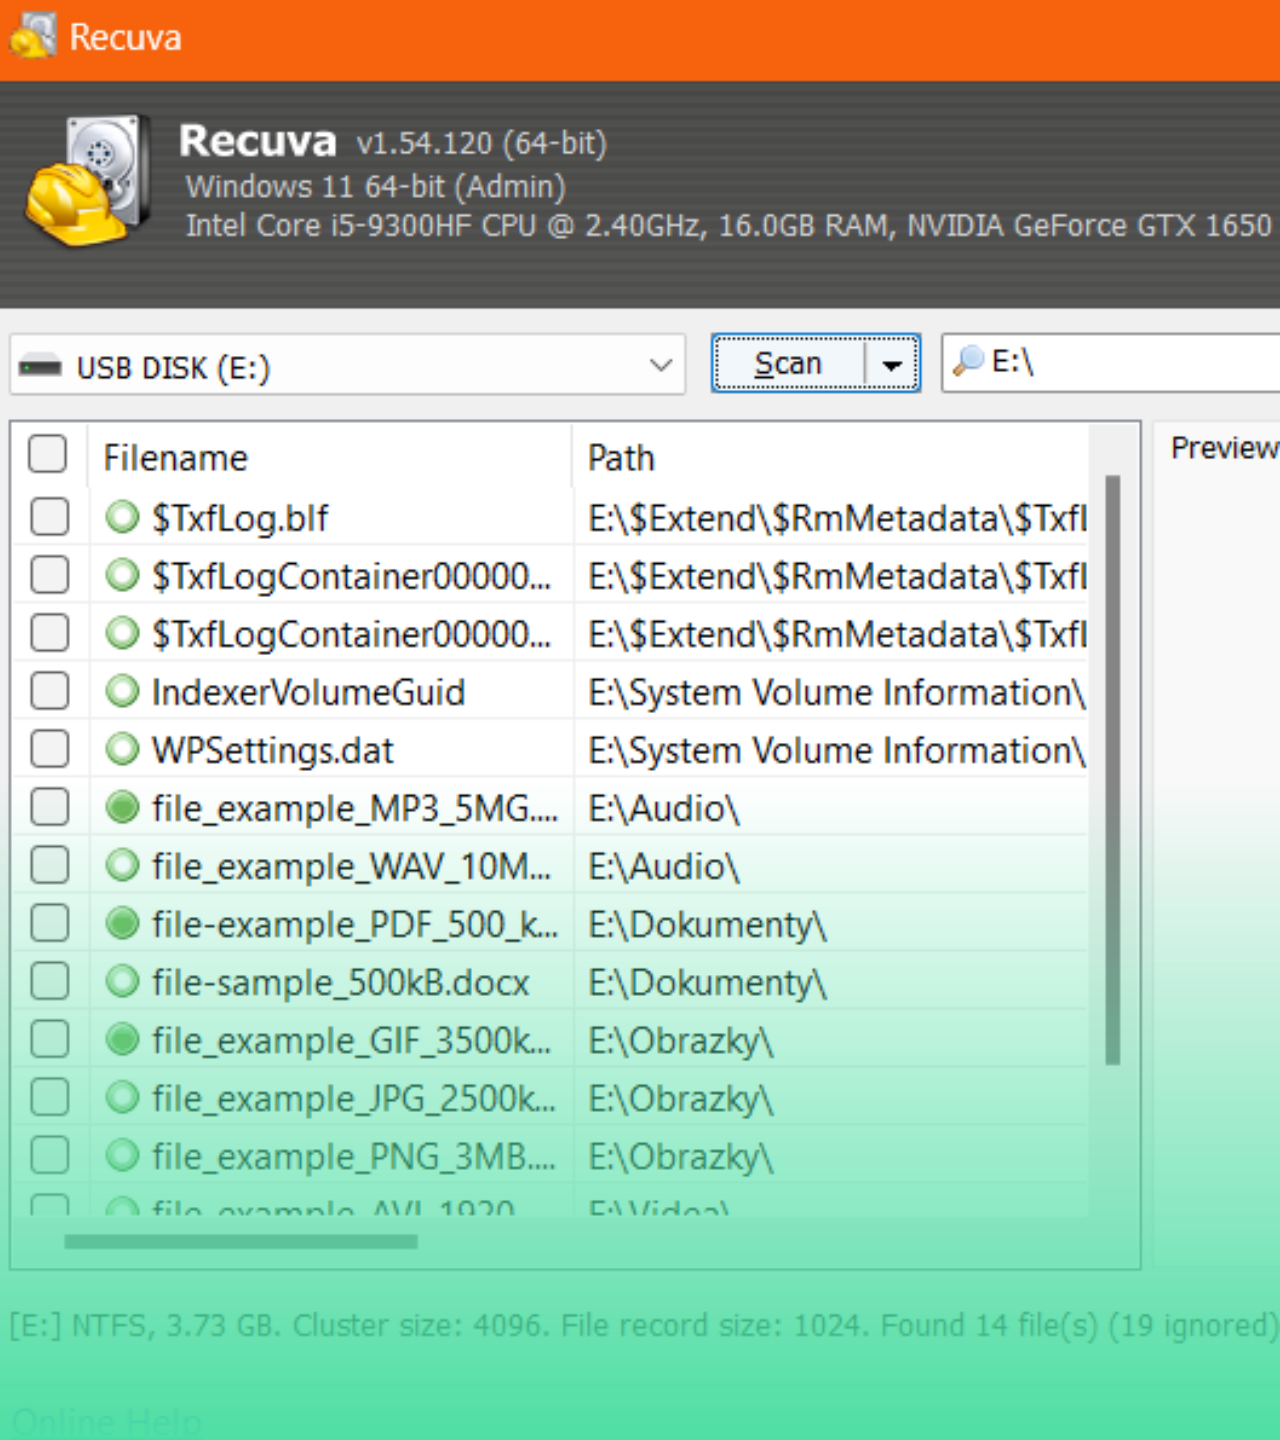 Recuva
Recuva v1.54.120 (64-bit)
Windows 11 64-bit (Admin)
Intel Core i5-9300HF CPU @ 2.40GHz, 16.0GB RAM, NVIDIA GeForce GTX 1650
USB DISK (E:) Scan E:\
Filename Path Preview
$TxfLog.blf E:\$Extend\$RmMetadata\$TxfL
$TxfLogContainer00000... E:\$Extend\$RmMetadata\$TxfL
$TxfLogContainer00000... E:\$Extend\$RmMetadata\$TxfL
IndexerVolumeGuid E:\System Volume Information\
WPSettings.dat E:\System Volume Information\
file_example_MP3_5MG.... E:\Audio\
file_example_WAV_10M... E:\Audio\
file-example_PDF_500_k... E:\Dokumenty\
file-sample_500kB.docx E:\Dokumenty\
file_example_GIF_3500k... E:\Obrazky\
file_example_JPG_2500k... E:\Obrazky\
file_example_PNG_3MB.... E:\Obrazky\
file_example_AVI_1920 E:\Videa\
[E:] NTFS, 3.73 GB. Cluster size: 4096. File record size: 1024. Found 14 file(s) (19 ignored)
Online Help